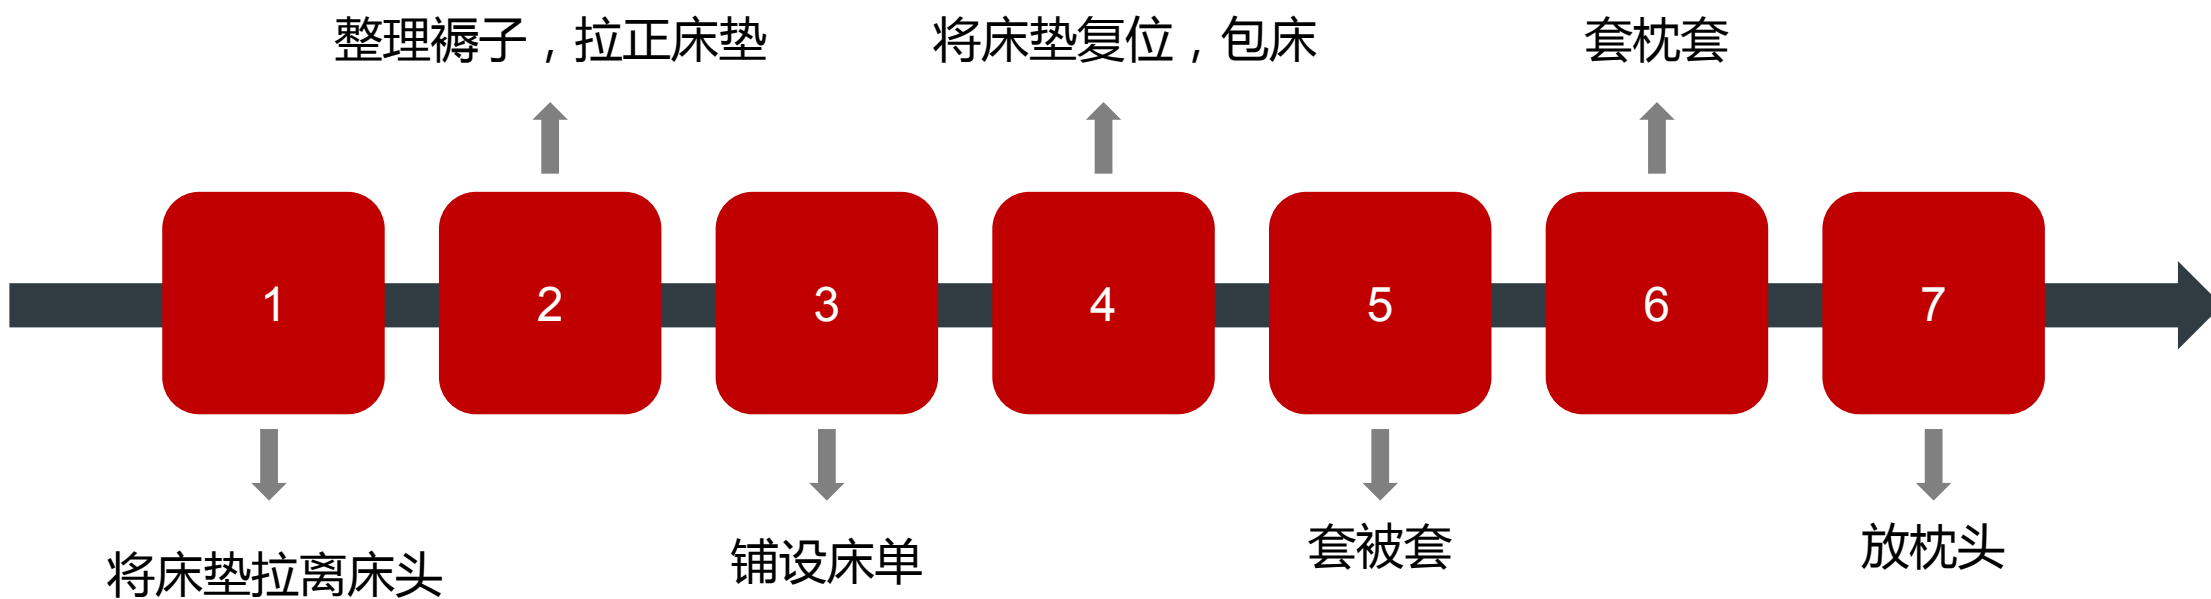 整理褥子，拉正床垫
将床垫复位，包床
套枕套
1
2
3
4
5
6
7
将床垫拉离床头
铺设床单
套被套
放枕头